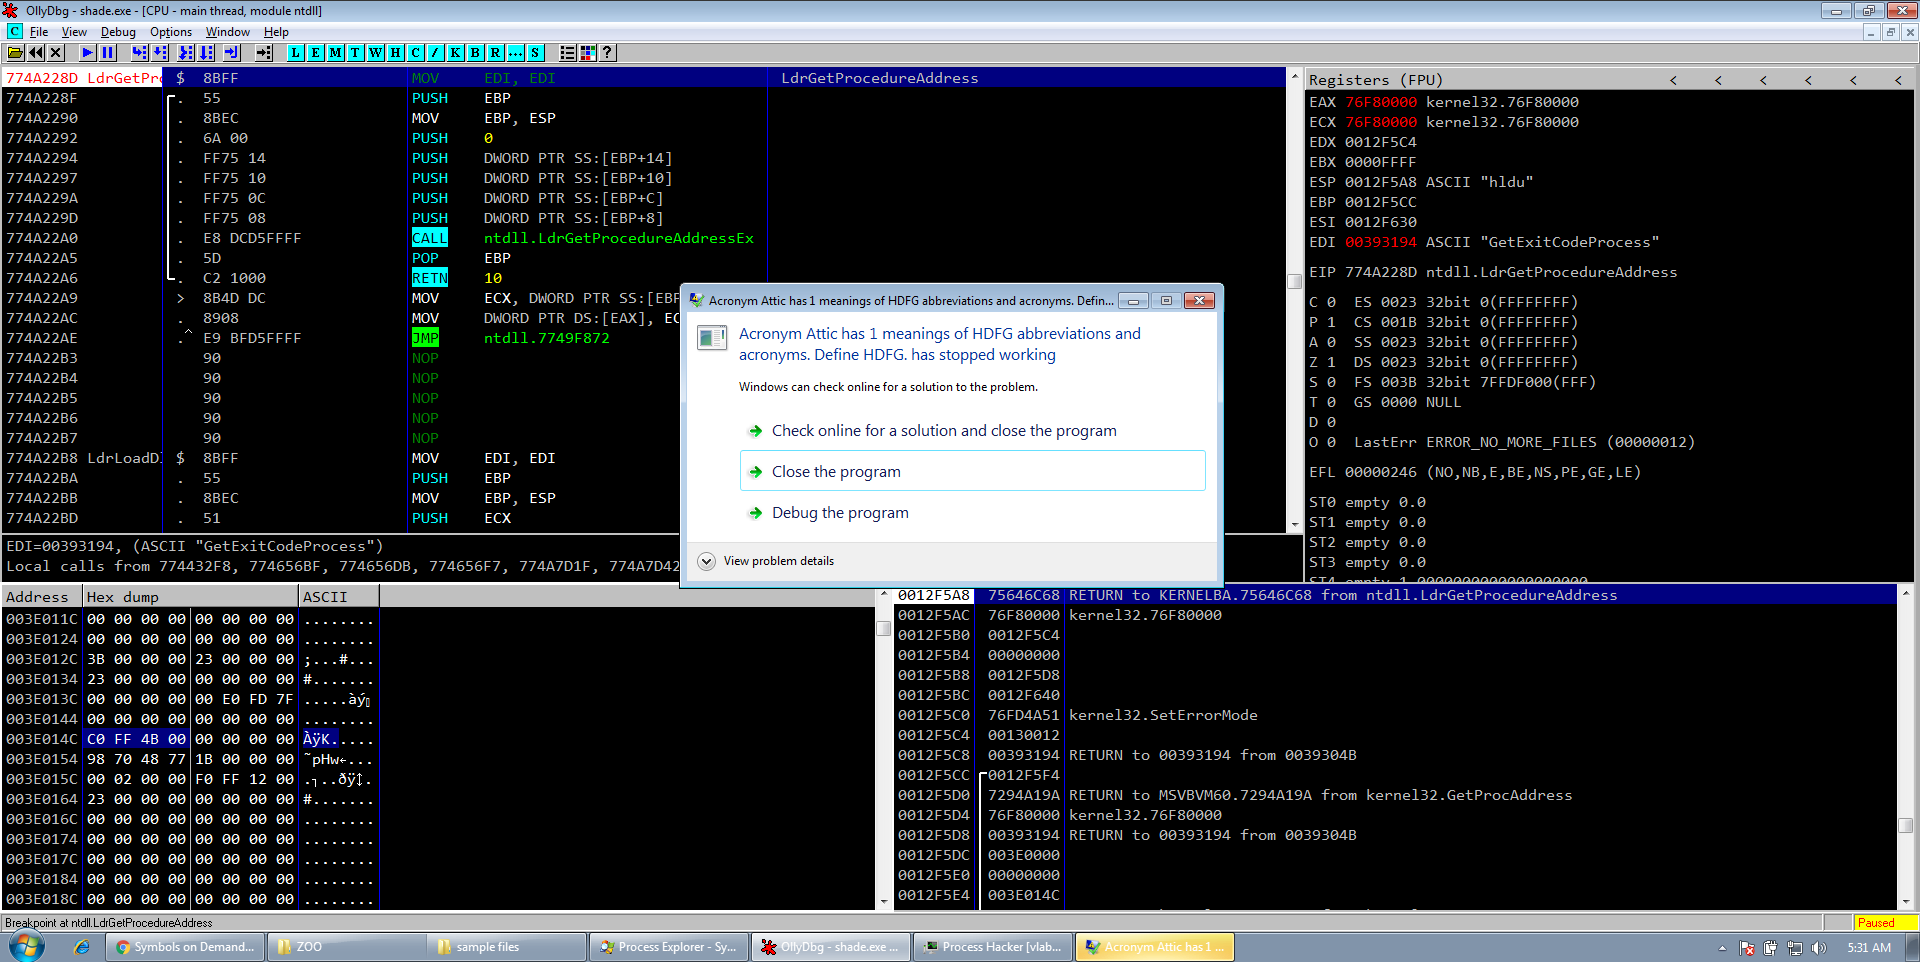 OllyDbg - shade.exe - [CPU - main thread, module ntdll]
C File View Debug Options Window Help
L E M T W H C / K B R ... S ?
774A228D LdrGetPro $ 8BFF MOV EDI, EDI LdrGetProcedureAddress
774A228F . 55 PUSH EBP
774A2290 . 8BEC MOV EBP, ESP
774A2292 . 6A 00 PUSH 0
774A2294 . FF75 14 PUSH DWORD PTR SS:[EBP+14]
774A2297 . FF75 10 PUSH DWORD PTR SS:[EBP+10]
774A229A . FF75 0C PUSH DWORD PTR SS:[EBP+C]
774A229D . FF75 08 PUSH DWORD PTR SS:[EBP+8]
774A22A0 . E8 DCD5FFFF CALL ntdll.LdrGetProcedureAddressEx
774A22A5 . 5D POP EBP
774A22A6 . C2 1000 RETN 10
774A22A9 > 8B4D DC MOV ECX, DWORD PTR SS:[EBP
774A22AC . 8908 MOV DWORD PTR DS:[EAX], EC
774A22AE .^ E9 BFD5FFFF JMP ntdll.7749F872
774A22B3 90 NOP
774A22B4 90 NOP
774A22B5 90 NOP
774A22B6 90 NOP
774A22B7 90 NOP
774A22B8 LdrLoadDl $ 8BFF MOV EDI, EDI
774A22BA . 55 PUSH EBP
774A22BB . 8BEC MOV EBP, ESP
774A22BD . 51 PUSH ECX
EDI=00393194, (ASCII "GetExitCodeProcess")
Local calls from 774432F8, 774656BF, 774656DB, 774656F7, 774A7D1F, 774A7D42
Registers (FPU) < < < < < <
EAX 76F80000 kernel32.76F80000
ECX 76F80000 kernel32.76F80000
EDX 0012F5C4
EBX 0000FFFF
ESP 0012F5A8 ASCII "hldu"
EBP 0012F5CC
ESI 0012F630
EDI 00393194 ASCII "GetExitCodeProcess"
EIP 774A228D ntdll.LdrGetProcedureAddress
C 0 ES 0023 32bit 0(FFFFFFFF)
P 1 CS 001B 32bit 0(FFFFFFFF)
A 0 SS 0023 32bit 0(FFFFFFFF)
Z 1 DS 0023 32bit 0(FFFFFFFF)
S 0 FS 003B 32bit 7FFDF000(FFF)
T 0 GS 0000 NULL
D 0
O 0 LastErr ERROR_NO_MORE_FILES (00000012)
EFL 00000246 (NO,NB,E,BE,NS,PE,GE,LE)
ST0 empty 0.0
ST1 empty 0.0
ST2 empty 0.0
ST3 empty 0.0
ST4 empty 1.0000000000000000000
Acronym Attic has 1 meanings of HDFG abbreviations and acronyms. Defin...
Acronym Attic has 1 meanings of HDFG abbreviations and
acronyms. Define HDFG. has stopped working
Windows can check online for a solution to the problem.
Check online for a solution and close the program
Close the program
Debug the program
View problem details
Address Hex dump ASCII
003E011C 00 00 00 00 00 00 00 00 ........
003E0124 00 00 00 00 00 00 00 00 ........
003E012C 3B 00 00 00 23 00 00 00 ;...#...
003E0134 23 00 00 00 00 00 00 00 #.......
003E013C 00 00 00 00 00 E0 FD 7F .....àý▯
003E0144 00 00 00 00 00 00 00 00 ........
003E014C C0 FF 4B 00 00 00 00 00 ÀÿK.....
003E0154 98 70 48 77 1B 00 00 00 ˜pHw←...
003E015C 00 02 00 00 F0 FF 12 00 .┐..ðÿ↕.
003E0164 23 00 00 00 00 00 00 00 #.......
003E016C 00 00 00 00 00 00 00 00 ........
003E0174 00 00 00 00 00 00 00 00 ........
003E017C 00 00 00 00 00 00 00 00 ........
003E0184 00 00 00 00 00 00 00 00 ........
003E018C 00 00 00 00 00 00 00 00 ........
0012F5A8 75646C68 RETURN to KERNELBA.75646C68 from ntdll.LdrGetProcedureAddress
0012F5AC 76F80000 kernel32.76F80000
0012F5B0 0012F5C4
0012F5B4 00000000
0012F5B8 0012F5D8
0012F5BC 0012F640
0012F5C0 76FD4A51 kernel32.SetErrorMode
0012F5C4 00130012
0012F5C8 00393194 RETURN to 00393194 from 0039304B
0012F5CC 0012F5F4
0012F5D0 7294A19A RETURN to MSVBVM60.7294A19A from kernel32.GetProcAddress
0012F5D4 76F80000 kernel32.76F80000
0012F5D8 00393194 RETURN to 00393194 from 0039304B
0012F5DC 003E0000
0012F5E0 00000000
0012F5E4 003E014C
Breakpoint at ntdll.LdrGetProcedureAddress Paused
Symbols on Demand... ZOO sample files Process Explorer - Sy... OllyDbg - shade.exe ... Process Hacker [vlab... Acronym Attic has 1 ... 5:31 AM